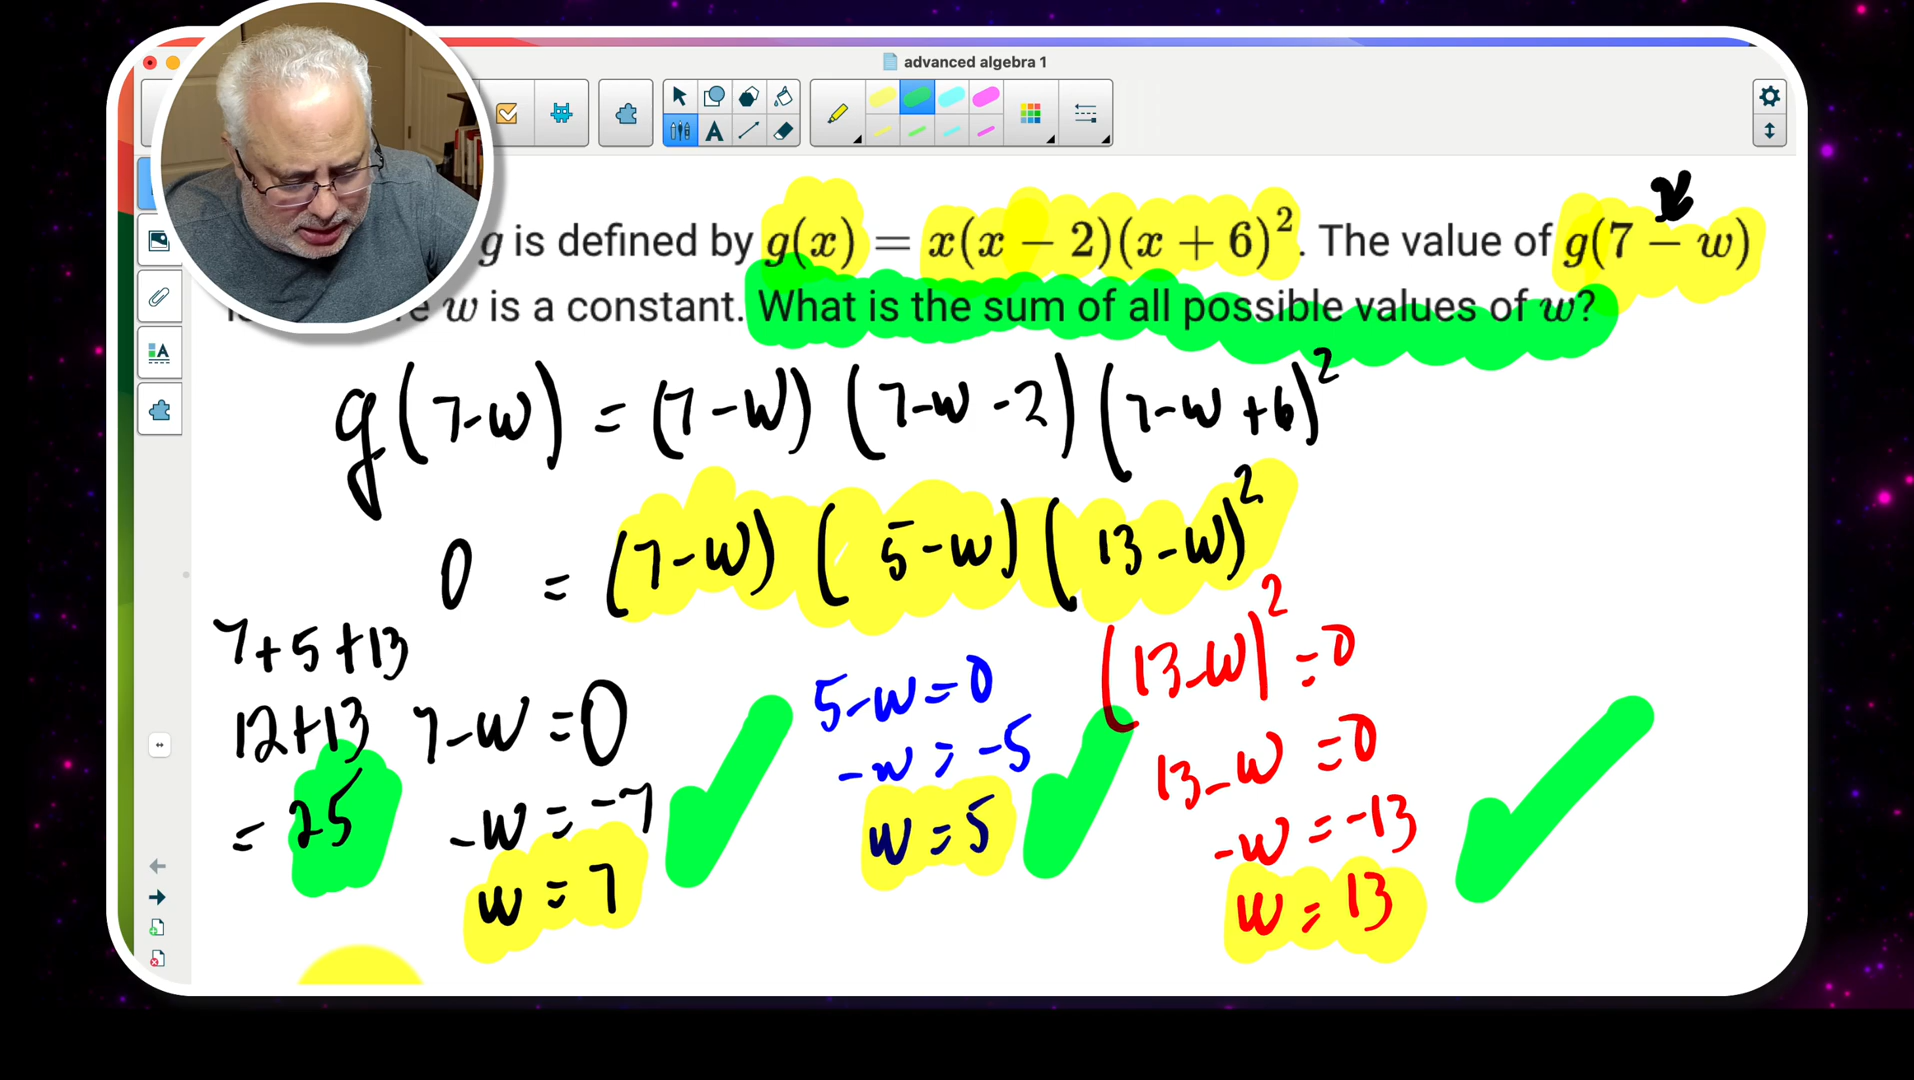 advanced algebra 1
A
A
x
g is defined by g(x) = x(x − 2)(x + 6)². The value of g(7 − w)
w is a constant. What is the sum of all possible values of w?
g(7-w) = (7-w) (7-w-2) (7-w+6)²
0 = (7-w) (5-w) (13-w)²
7+5+13
12+13
= 25
7-w=0
-w=-7
w=7
5-w=0
-w=-5
w=5
(13-w)²=0
13-w=0
-w=-13
w=13